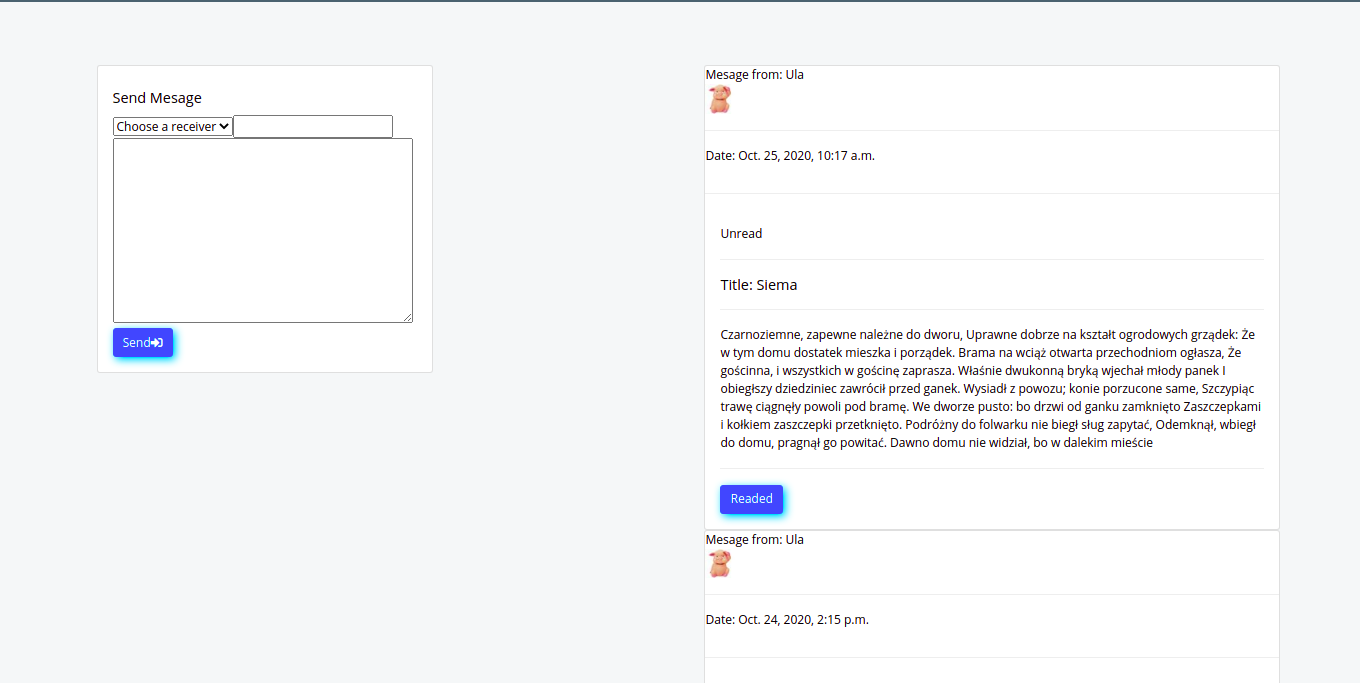 Send Mesage
Choose a receiver
Send
Mesage from: Ula
Date: Oct. 25, 2020, 10:17 a.m.
Unread
Title: Siema
Czarnoziemne, zapewne należne do dworu, Uprawne dobrze na kształt ogrodowych grządek: Że
w tym domu dostatek mieszka i porządek. Brama na wciąż otwarta przechodniom ogłasza, Że
gościnna, i wszystkich w gościnę zaprasza. Właśnie dwukonną bryką wjechał młody panek I
obiegłszy dziedziniec zawrócił przed ganek. Wysiadł z powozu; konie porzucone same, Szczypiąc
trawę ciągnęły powoli pod bramę. We dworze pusto: bo drzwi od ganku zamknięto Zaszczepkami
i kołkiem zaszczepki przetknięto. Podróżny do folwarku nie biegł sług zapytać, Odemknął, wbiegł
do domu, pragnął go powitać. Dawno domu nie widział, bo w dalekim mieście
Readed
Mesage from: Ula
Date: Oct. 24, 2020, 2:15 p.m.